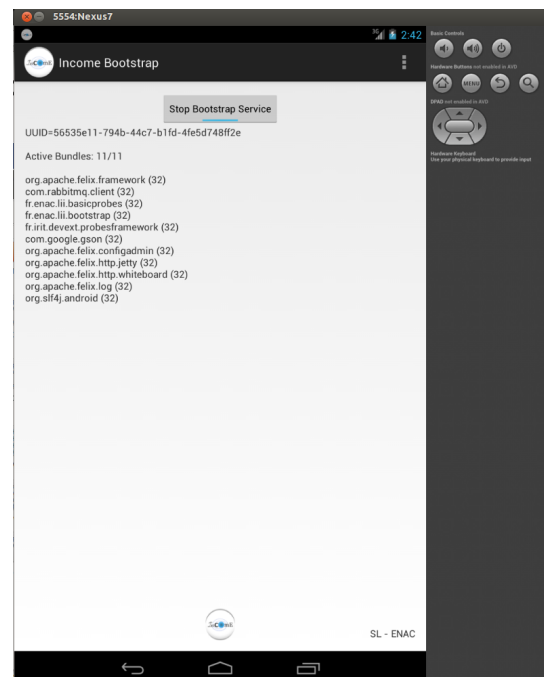 5554:Nexus7
3G 2:42
INCOME Income Bootstrap
Stop Bootstrap Service
UUID=56535e11-794b-44c7-b1fd-4fe5d748ff2e
Active Bundles: 11/11
org.apache.felix.framework (32)
com.rabbitmq.client (32)
fr.enac.lii.basicprobes (32)
fr.enac.lii.bootstrap (32)
fr.irit.devext.probesframework (32)
com.google.gson (32)
org.apache.felix.configadmin (32)
org.apache.felix.http.jetty (32)
org.apache.felix.http.whiteboard (32)
org.apache.felix.log (32)
org.slf4j.android (32)
INCOME
SL - ENAC
Basic Controls
Hardware Buttons not enabled in AVD
MENU
DPAD not enabled in AVD
Hardware Keyboard
Use your physical keyboard to provide input